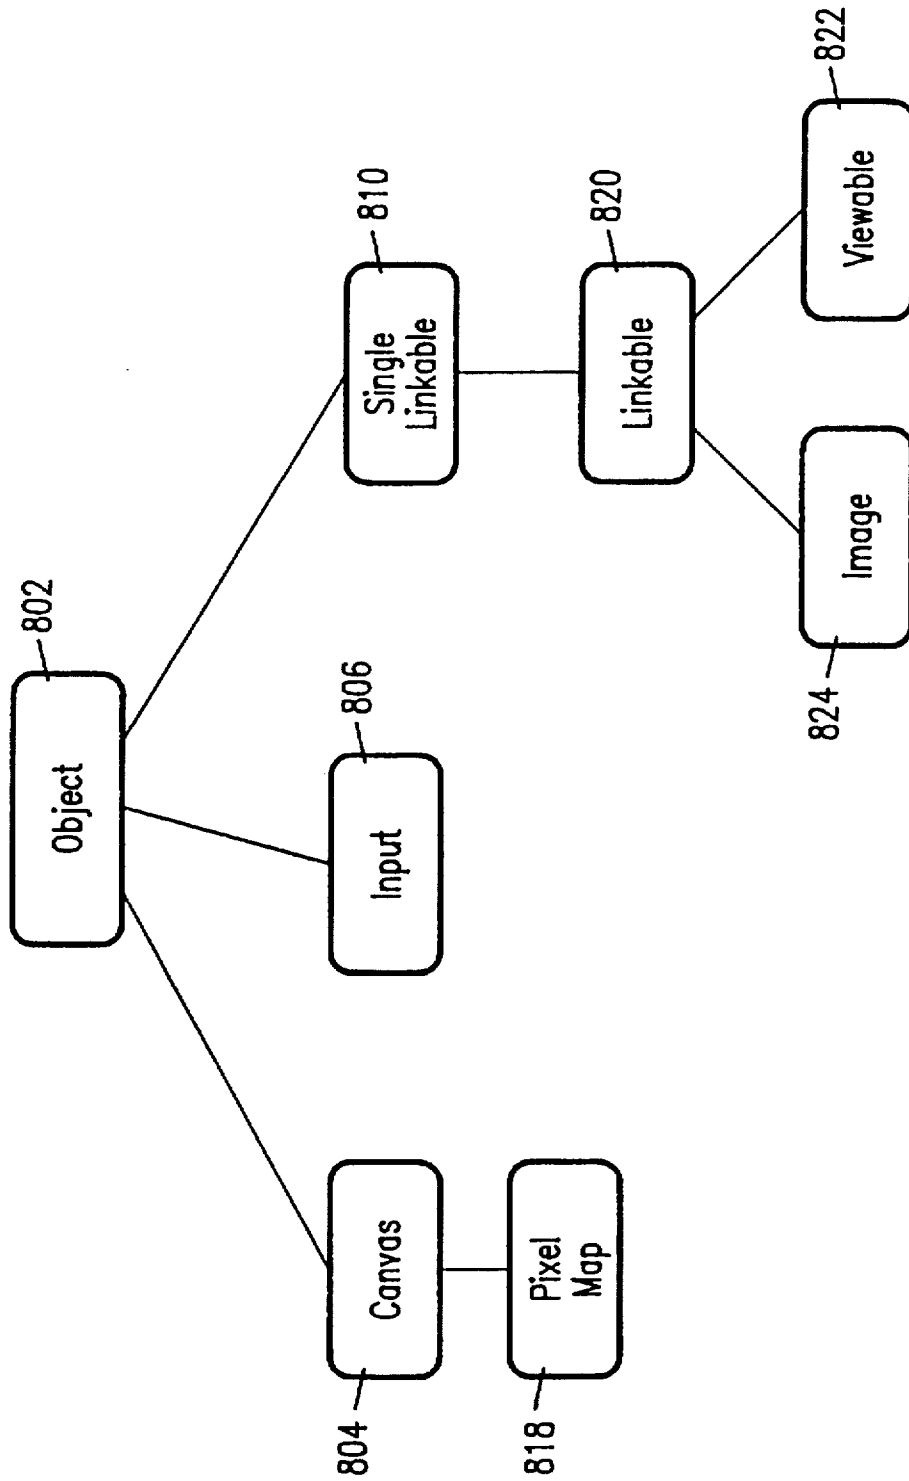 802
Object
804
Canvas
806
Input
810
Single
Linkable
818
Pixel
Map
820
Linkable
824
Image
822
Viewable